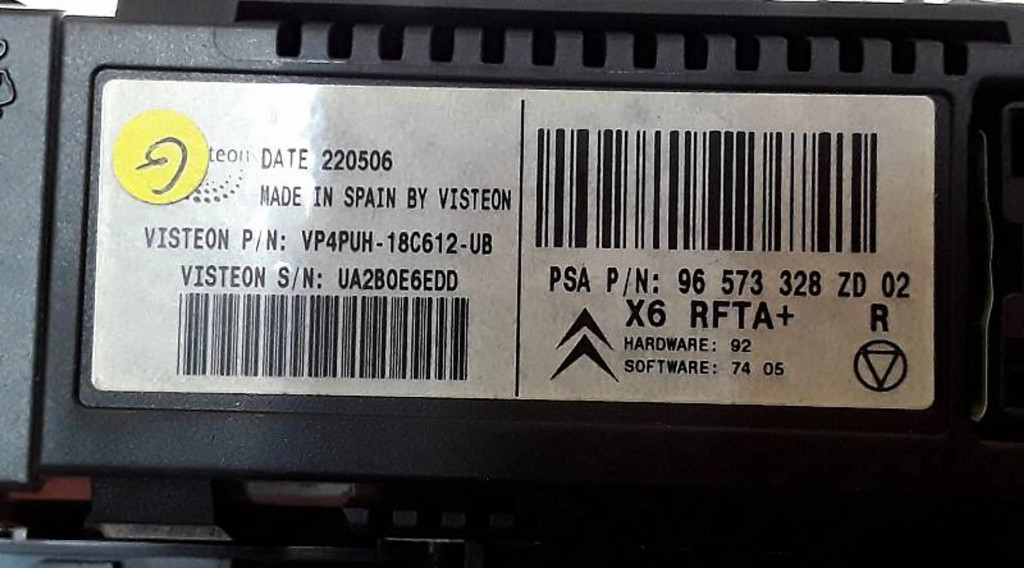 teon DATE 220506
MADE IN SPAIN BY VISTEON
VISTEON P/N: VP4PUH-18C612-UB
VISTEON S/N: UA2B0E6EDD
PSA P/N: 96 573 328 ZD 02
X6 RFTA+ R
HARDWARE: 92
SOFTWARE: 74 05